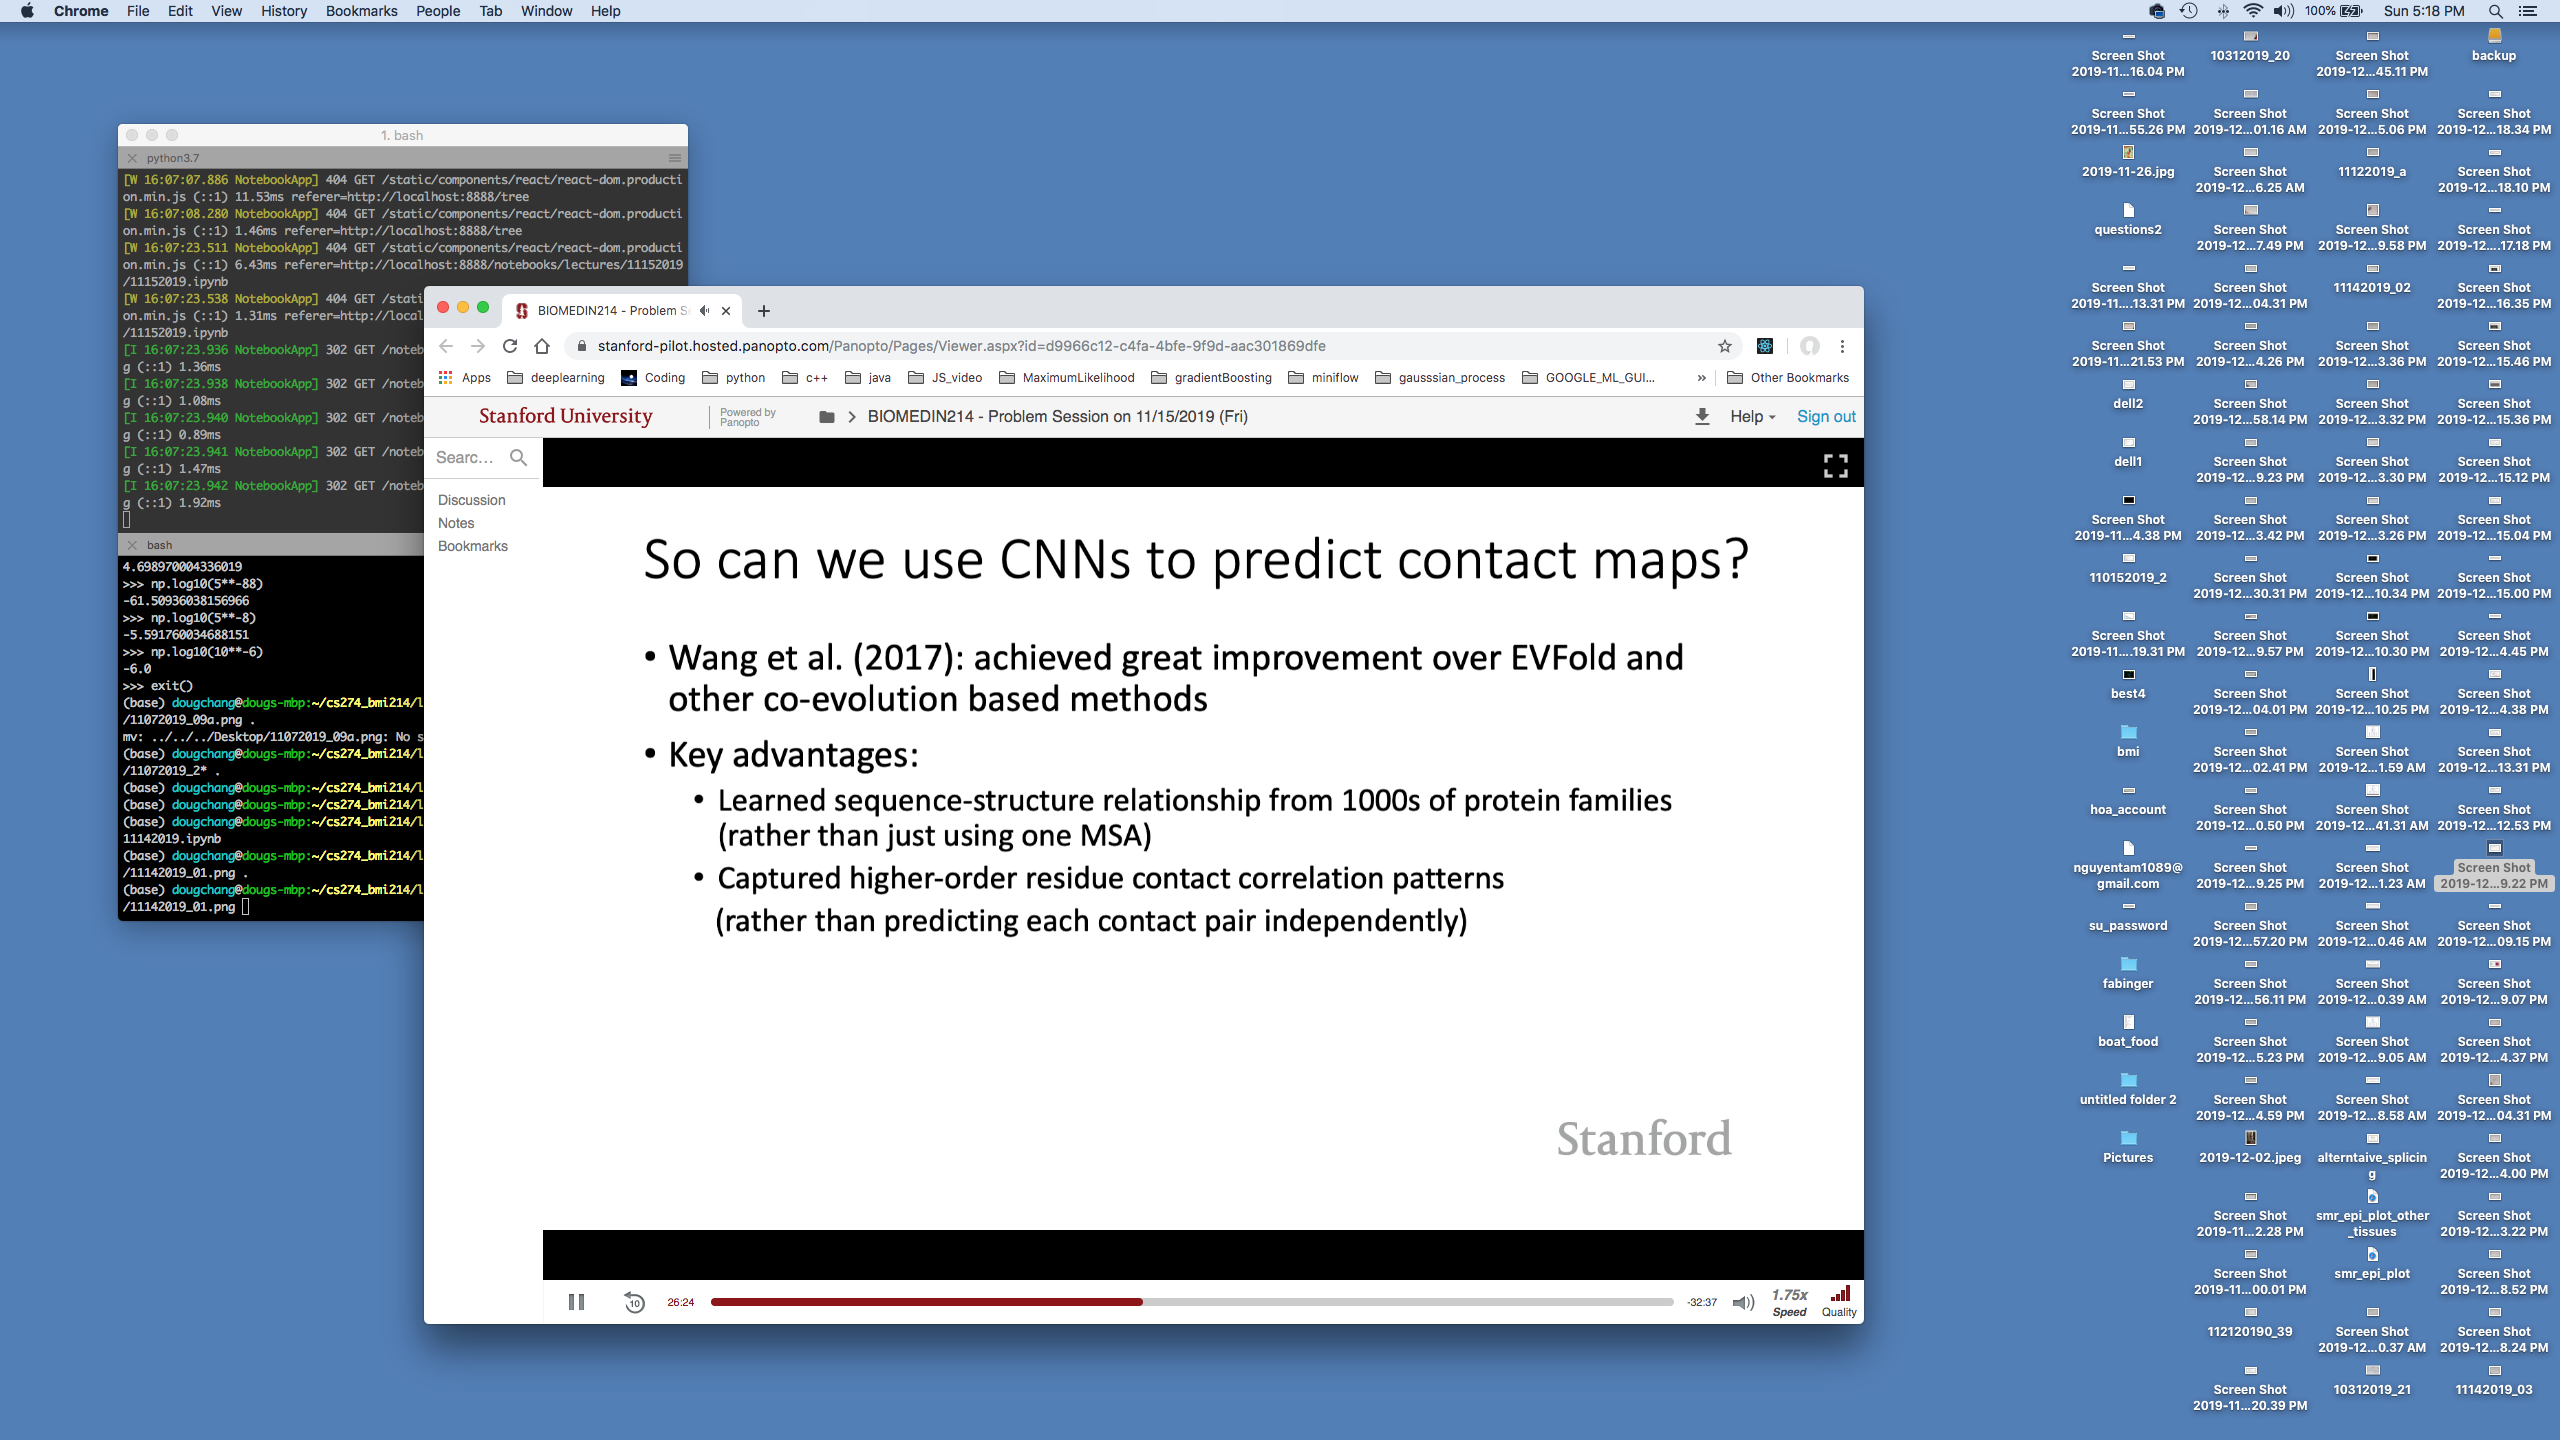 Chrome File Edit View History Bookmarks People Tab Window Help
100% Sun 5:18 PM
1. bash
python3.7
[W 16:07:07.886 NotebookApp] 404 GET /static/components/react/react-dom.producti
on.min.js (::1) 11.53ms referer=http://localhost:8888/tree
[W 16:07:08.280 NotebookApp] 404 GET /static/components/react/react-dom.producti
on.min.js (::1) 1.46ms referer=http://localhost:8888/tree
[W 16:07:23.511 NotebookApp] 404 GET /static/components/react/react-dom.producti
on.min.js (::1) 6.43ms referer=http://localhost:8888/notebooks/lectures/11152019
/11152019.ipynb
[W 16:07:23.538 NotebookApp] 404 GET /stati
on.min.js (::1) 1.31ms referer=http://local
/11152019.ipynb
[I 16:07:23.936 NotebookApp] 302 GET /noteb
g (::1) 1.36ms
[I 16:07:23.938 NotebookApp] 302 GET /noteb
g (::1) 1.08ms
[I 16:07:23.940 NotebookApp] 302 GET /noteb
g (::1) 0.89ms
[I 16:07:23.941 NotebookApp] 302 GET /noteb
g (::1) 1.47ms
[I 16:07:23.942 NotebookApp] 302 GET /noteb
g (::1) 1.92ms
bash
4.698970004336019
>>> np.log10(5**-88)
-61.50936038156966
>>> np.log10(5**-8)
-5.591760034688151
>>> np.log10(10**-6)
-6.0
>>> exit()
(base) dougchang@dougs-mbp:~/cs274_bmi214/l
/11072019_09a.png .
mv: ../../../Desktop/11072019_09a.png: No s
(base) dougchang@dougs-mbp:~/cs274_bmi214/l
/11072019_2* .
(base) dougchang@dougs-mbp:~/cs274_bmi214/l
(base) dougchang@dougs-mbp:~/cs274_bmi214/l
(base) dougchang@dougs-mbp:~/cs274_bmi214/l
11142019.ipynb
(base) dougchang@dougs-mbp:~/cs274_bmi214/l
/11142019_01.png .
(base) dougchang@dougs-mbp:~/cs274_bmi214/l
/11142019_01.png
BIOMEDIN214 - Problem S
stanford-pilot.hosted.panopto.com/Panopto/Pages/Viewer.aspx?id=d9966c12-c4fa-4bfe-9f9d-aac301869dfe
Apps deeplearning Coding python c++ java JS_video MaximumLikelihood gradientBoosting miniflow gausssian_process GOOGLE_ML_GUI... » Other Bookmarks
Stanford University Powered by Panopto BIOMEDIN214 - Problem Session on 11/15/2019 (Fri) Help Sign out
Searc...
Discussion
Notes
Bookmarks
So can we use CNNs to predict contact maps?
• Wang et al. (2017): achieved great improvement over EVFold and
other co-evolution based methods
• Key advantages:
• Learned sequence-structure relationship from 1000s of protein families
(rather than just using one MSA)
• Captured higher-order residue contact correlation patterns
(rather than predicting each contact pair independently)
Stanford
10 26:24 -32:37 1.75x
Speed Quality
Screen Shot 10312019_20 Screen Shot backup
2019-11...16.04 PM 2019-12...45.11 PM
Screen Shot Screen Shot Screen Shot Screen Shot
2019-11...55.26 PM 2019-12...01.16 AM 2019-12...5.06 PM 2019-12...18.34 PM
2019-11-26.jpg Screen Shot 11122019_a Screen Shot
2019-12...6.25 AM 2019-12...18.10 PM
questions2 Screen Shot Screen Shot Screen Shot
2019-12...7.49 PM 2019-12...9.58 PM 2019-12....17.18 PM
Screen Shot Screen Shot 11142019_02 Screen Shot
2019-11....13.31 PM 2019-12...04.31 PM 2019-12...16.35 PM
Screen Shot Screen Shot Screen Shot Screen Shot
2019-11...21.53 PM 2019-12...4.26 PM 2019-12...3.36 PM 2019-12...15.46 PM
dell2 Screen Shot Screen Shot Screen Shot
2019-12...58.14 PM 2019-12...3.32 PM 2019-12...15.36 PM
dell1 Screen Shot Screen Shot Screen Shot
2019-12...9.23 PM 2019-12...3.30 PM 2019-12...15.12 PM
Screen Shot Screen Shot Screen Shot Screen Shot
2019-11...4.38 PM 2019-12...3.42 PM 2019-12...3.26 PM 2019-12...15.04 PM
110152019_2 Screen Shot Screen Shot Screen Shot
2019-12...30.31 PM 2019-12...10.34 PM 2019-12...15.00 PM
Screen Shot Screen Shot Screen Shot Screen Shot
2019-11....19.31 PM 2019-12...9.57 PM 2019-12...10.30 PM 2019-12...4.45 PM
best4 Screen Shot Screen Shot Screen Shot
2019-12...04.01 PM 2019-12...10.25 PM 2019-12...4.38 PM
bmi Screen Shot Screen Shot Screen Shot
2019-12...02.41 PM 2019-12...1.59 AM 2019-12...13.31 PM
hoa_account Screen Shot Screen Shot Screen Shot
2019-12...0.50 PM 2019-12...41.31 AM 2019-12...12.53 PM
nguyentam1089@ Screen Shot Screen Shot Screen Shot
gmail.com 2019-12...9.25 PM 2019-12...1.23 AM 2019-12...9.22 PM
su_password Screen Shot Screen Shot Screen Shot
2019-12...57.20 PM 2019-12...0.46 AM 2019-12...09.15 PM
fabinger Screen Shot Screen Shot Screen Shot
2019-12...56.11 PM 2019-12...0.39 AM 2019-12...9.07 PM
boat_food Screen Shot Screen Shot Screen Shot
2019-12...5.23 PM 2019-12...9.05 AM 2019-12...4.37 PM
untitled folder 2 Screen Shot Screen Shot Screen Shot
2019-12...4.59 PM 2019-12...8.58 AM 2019-12...04.31 PM
Pictures 2019-12-02.jpeg alterntaive_splicin Screen Shot
g 2019-12...4.00 PM
Screen Shot smr_epi_plot_other Screen Shot
2019-11...2.28 PM _tissues 2019-12...3.22 PM
Screen Shot smr_epi_plot Screen Shot
2019-11...00.01 PM 2019-12...8.52 PM
112120190_39 Screen Shot Screen Shot
2019-12...0.37 AM 2019-12...8.24 PM
Screen Shot 10312019_21 11142019_03
2019-11...20.39 PM